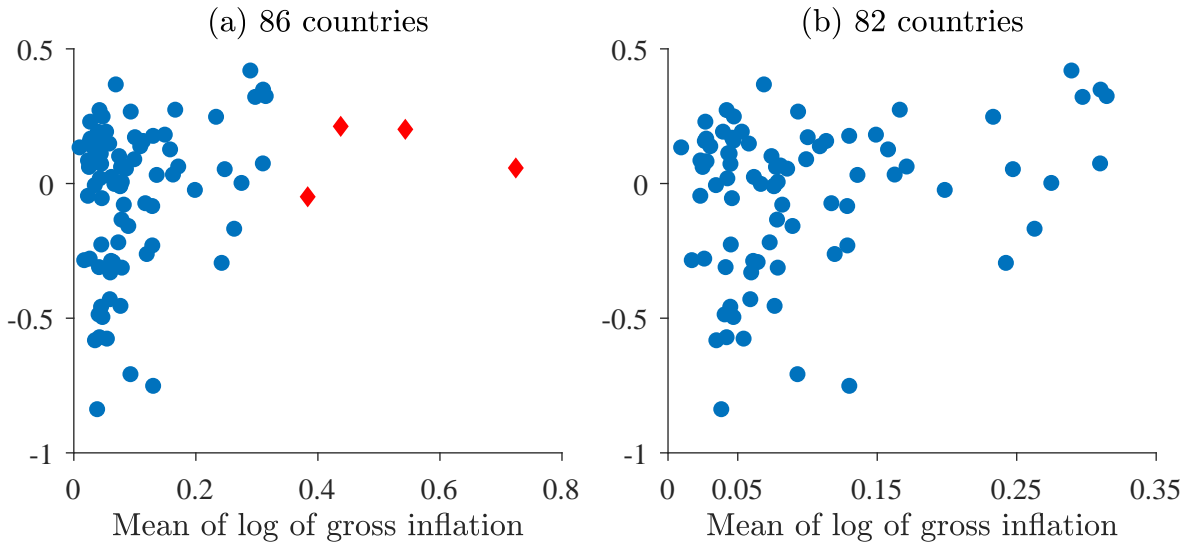 (a) 86 countries
0.5
0
-0.5
-1
0 0.2 0.4 0.6 0.8
Mean of log of gross inflation
(b) 82 countries
0.5
0
-0.5
-1
0 0.05 0.15 0.25 0.35
Mean of log of gross inflation